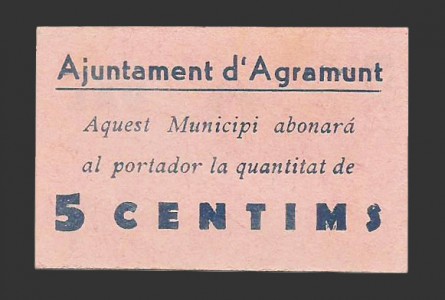 Ajuntament d'Agramunt
Aquest Municipi abonará
al portador la quantitat de
5 CENTIMS